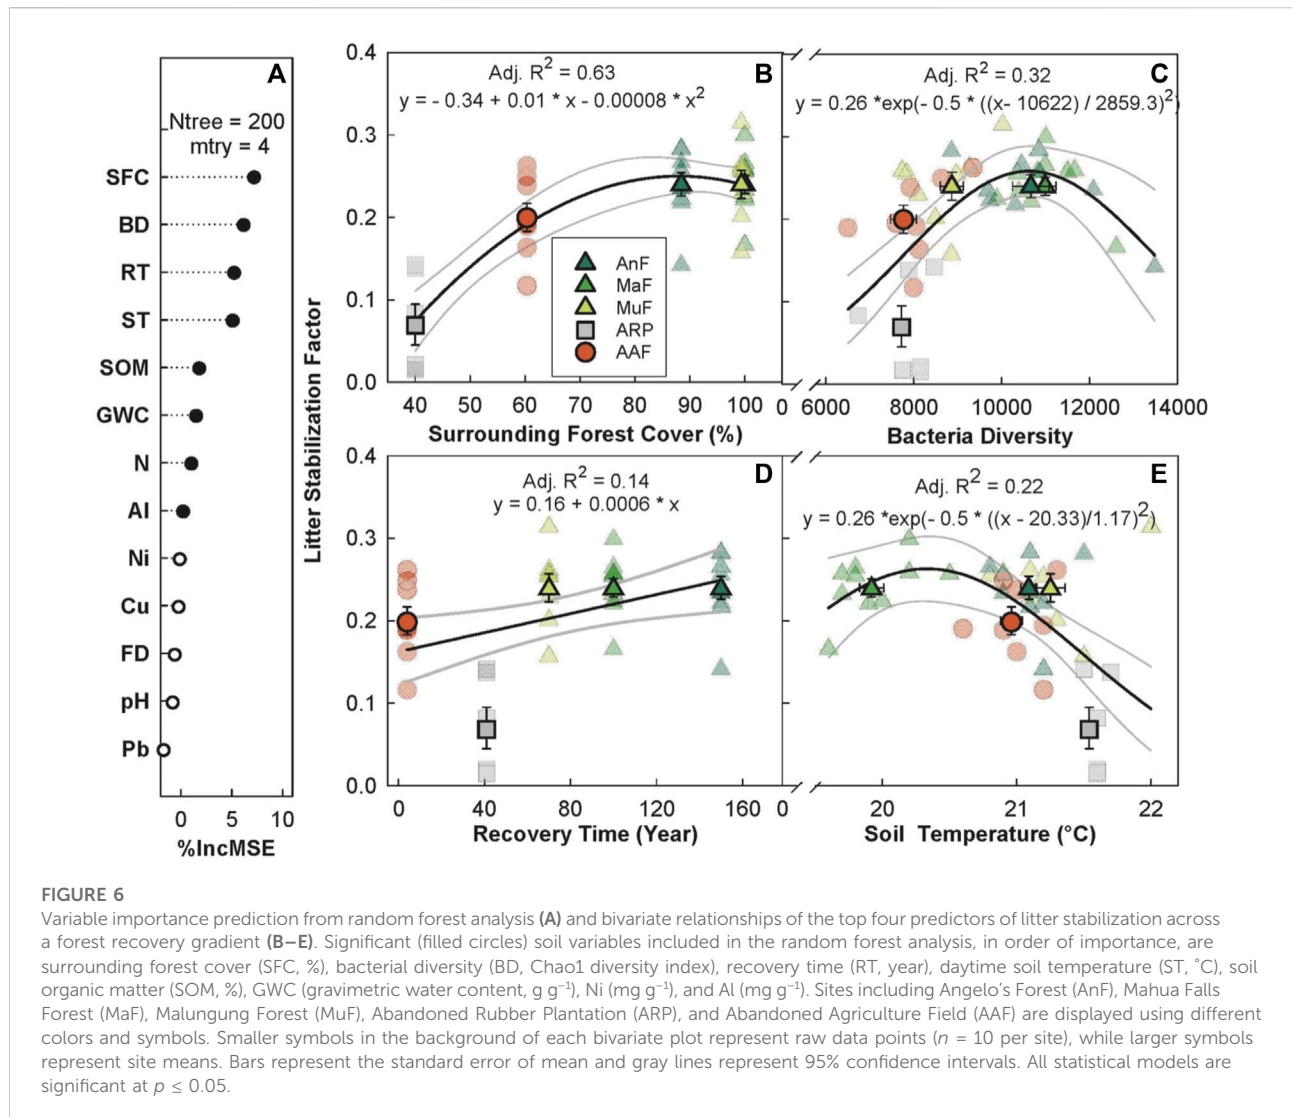 A
Ntree = 200
mtry = 4
SFC
BD
RT
ST
SOM
GWC
N
Al
Ni
Cu
FD
pH
Pb
0 5 10
%IncMSE
Litter Stabilization Factor
0.4
0.3
0.2
0.1
0.0
B
Adj. R² = 0.63
y = - 0.34 + 0.01 * x - 0.00008 * x²
AnF
MaF
MuF
ARP
AAF
40 50 60 70 80 90 100 0
Surrounding Forest Cover (%)
C
Adj. R² = 0.32
y = 0.26 *exp(- 0.5 * ((x- 10622) / 2859.3)²)
6000 8000 10000 12000 14000
Bacteria Diversity
0.4
0.3
0.2
0.1
0.0
D
Adj. R² = 0.14
y = 0.16 + 0.0006 * x
0 40 80 120 160 0
Recovery Time (Year)
E
Adj. R² = 0.22
y = 0.26 *exp(- 0.5 * ((x - 20.33)/1.17)²)
20 21 22
Soil Temperature (°C)
FIGURE 6
Variable importance prediction from random forest analysis (A) and bivariate relationships of the top four predictors of litter stabilization across
a forest recovery gradient (B–E). Significant (filled circles) soil variables included in the random forest analysis, in order of importance, are
surrounding forest cover (SFC, %), bacterial diversity (BD, Chao1 diversity index), recovery time (RT, year), daytime soil temperature (ST, ˚C), soil
organic matter (SOM, %), GWC (gravimetric water content, g g⁻¹), Ni (mg g⁻¹), and Al (mg g⁻¹). Sites including Angelo's Forest (AnF), Mahua Falls
Forest (MaF), Malungung Forest (MuF), Abandoned Rubber Plantation (ARP), and Abandoned Agriculture Field (AAF) are displayed using different
colors and symbols. Smaller symbols in the background of each bivariate plot represent raw data points (n = 10 per site), while larger symbols
represent site means. Bars represent the standard error of mean and gray lines represent 95% confidence intervals. All statistical models are
significant at p ≤ 0.05.